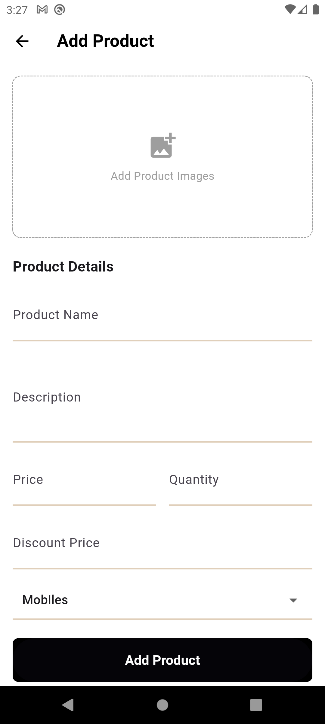 3:27
Add Product
Add Product Images
Product Details
Product Name
Description
Price Quantity
Discount Price
Mobiles
Add Product